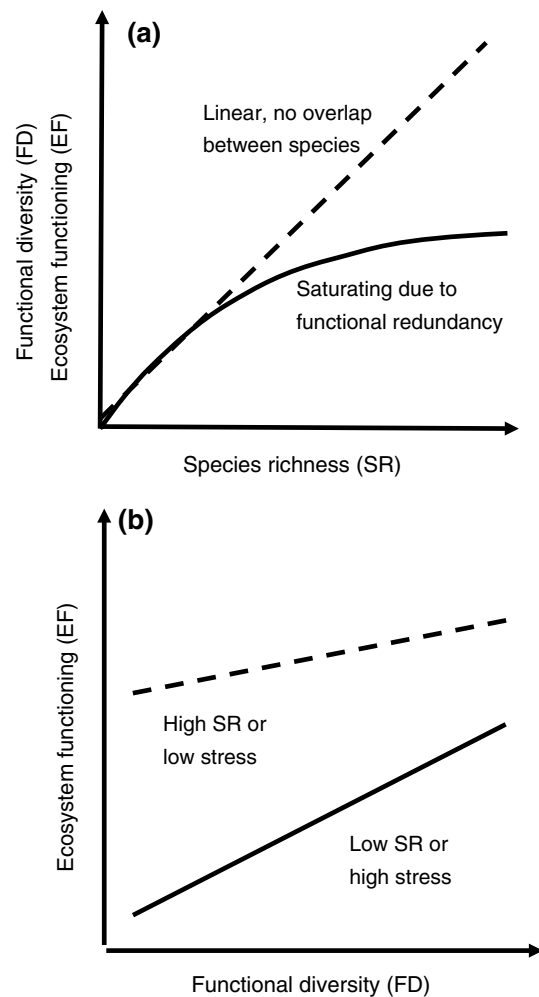 (a)
Functional diversity (FD)
Ecosystem functioning (EF)
Linear, no overlap
between species
Saturating due to
functional redundancy
Species richness (SR)
(b)
Ecosystem functioning (EF)
High SR or
low stress
Low SR or
high stress
Functional diversity (FD)